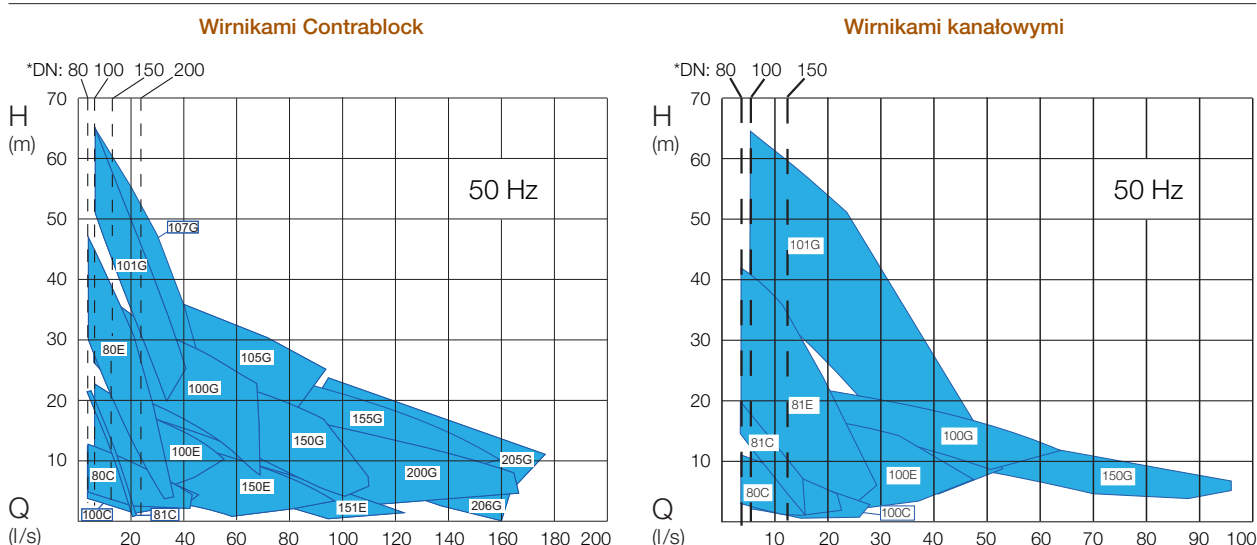 Wirnikami Contrablock
*DN: 80 100 150 200
H
(m)
70
60
50
40
30
20
10
50 Hz
107G
101G
80E
105G
100G
155G
150G
100E
205G
80C
200G
150E
206G
151E
100C
81C
Q
(l/s)
20 40 60 80 100 120 140 160 180 200
Wirnikami kanałowymi
*DN: 80 100 150
H
(m)
70
60
50
40
30
20
10
50 Hz
101G
81E
81C
100G
100E
150G
80C
100C
Q
(l/s)
10 20 30 40 50 60 70 80 90 100